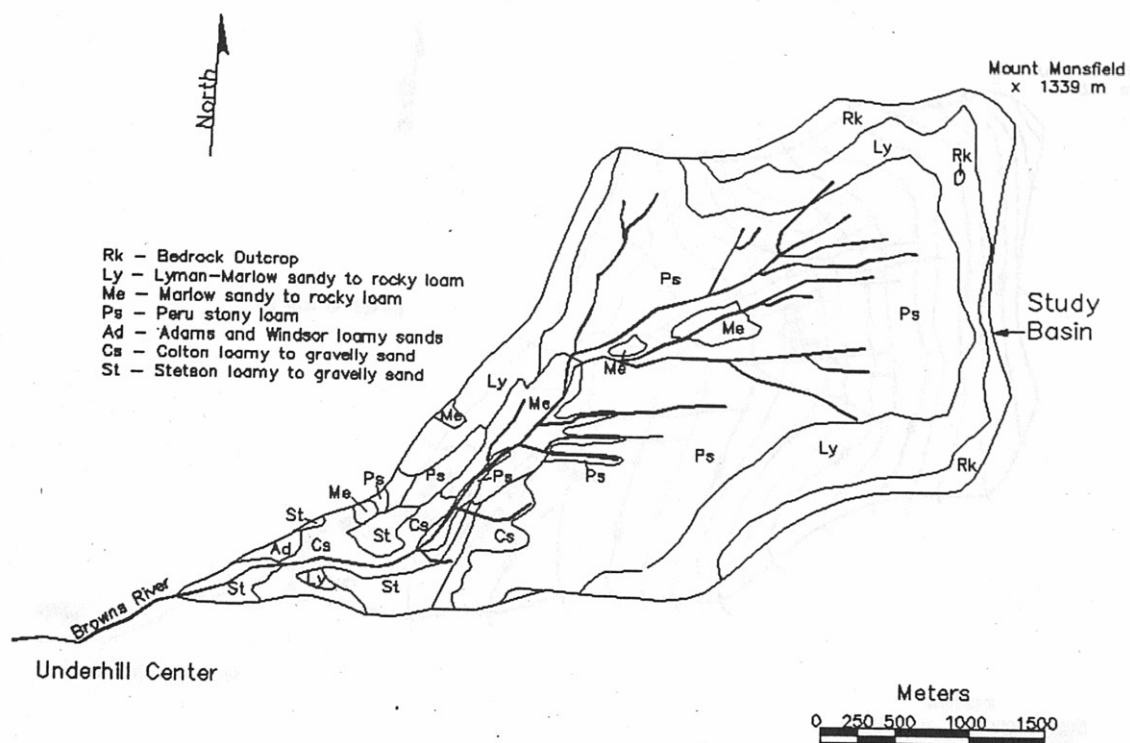 North
Mount Mansfield
x 1339 m
Rk
Ly
Rk
Rk – Bedrock Outcrop
Ly – Lyman–Marlow sandy to rocky loam
Me – Marlow sandy to rocky loam
Ps – Peru stony loam
Ad – Adams and Windsor loamy sands
Cs – Colton loamy to gravelly sand
St – Stetson loamy to gravelly sand
Ps
Ps
Study
Basin
Me
Me
Ly
Me
Me
Ps
Ly
Ps
Ps
Ps
Rk
Ps
Me
St
Cs
St
Cs
Cs
Ad
St
Ly
St
Browns River
Underhill Center
Meters
0 250 500 1000 1500